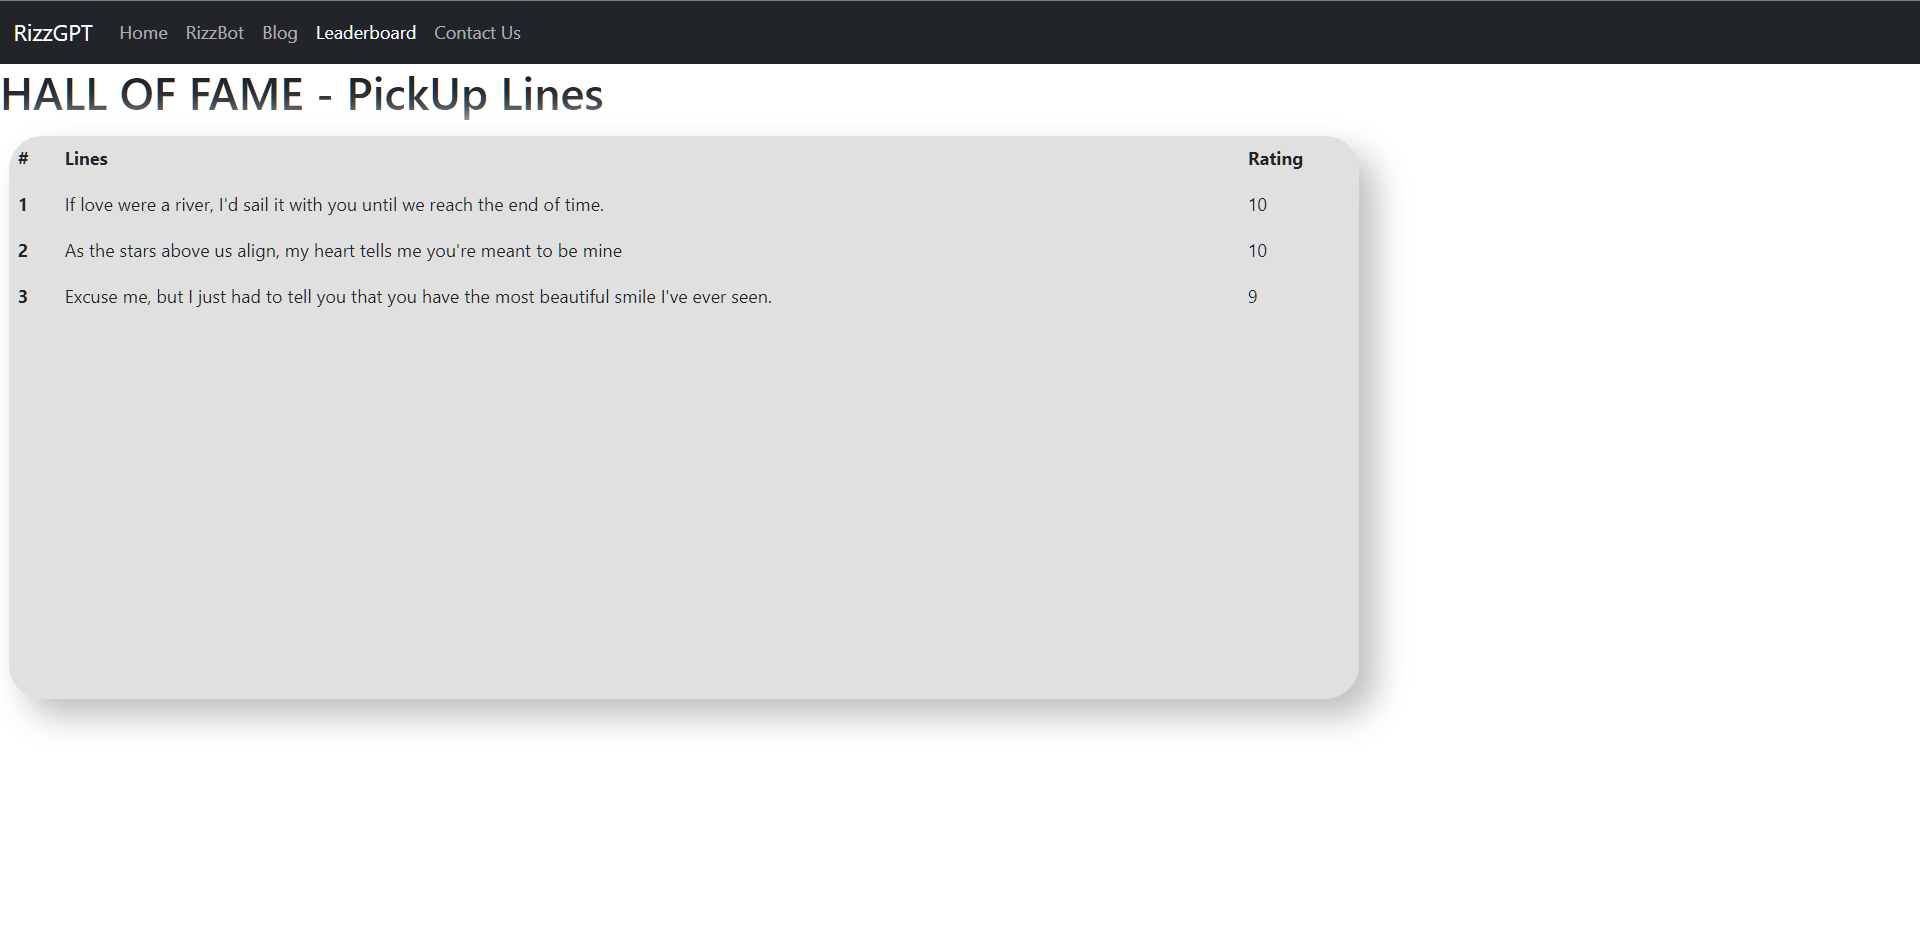 RizzGPT Home RizzBot Blog Leaderboard Contact Us
HALL OF FAME - PickUp Lines
# Lines Rating
1 If love were a river, I'd sail it with you until we reach the end of time. 10
2 As the stars above us align, my heart tells me you're meant to be mine 10
3 Excuse me, but I just had to tell you that you have the most beautiful smile I've ever seen. 9